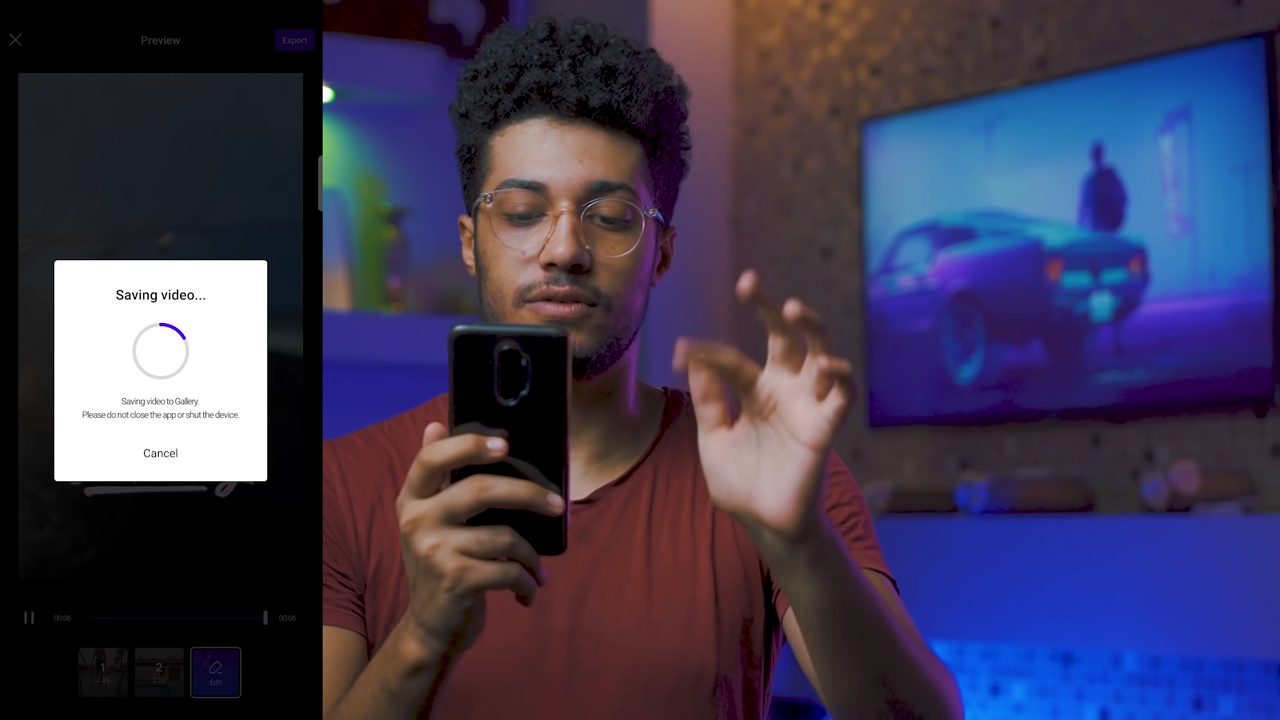 Preview
Export
Saving video...
Saving video to Gallery.
Please do not close the app or shut the device.
Cancel
00:06
00:06
1
2
Edit